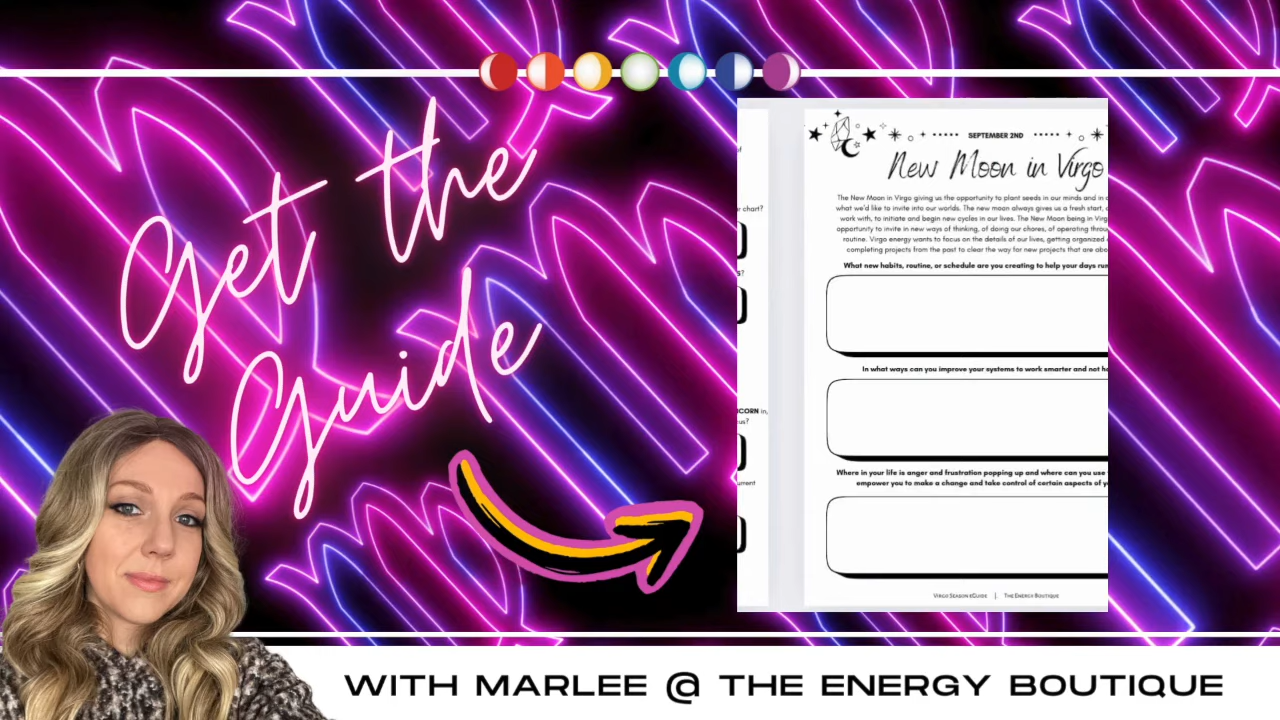 Get the
Guide
r chart?
S?
CORN in,
us?
urrent
SEPTEMBER 2ND
New Moon in Virgo
The New Moon in Virgo giving us the opportunity to plant seeds in our minds and in
what we'd like to invite into our worlds. The new moon always gives us a fresh start,
work with, to initiate and begin new cycles in our lives. The New Moon being in Virg
opportunity to invite in new ways of thinking, of doing our chores, of operating throu
routine. Virgo energy wants to focus on the details of our lives, getting organized
completing projects from the past to clear the way for new projects that are abo
What new habits, routine, or schedule are you creating to help your days run
In what ways can you improve your systems to work smarter and not ha
Where in your life is anger and frustration popping up and where can you use
empower you to make a change and take control of certain aspects of y
Virgo Season eGuide | The Energy Boutique
WITH MARLEE @ THE ENERGY BOUTIQUE